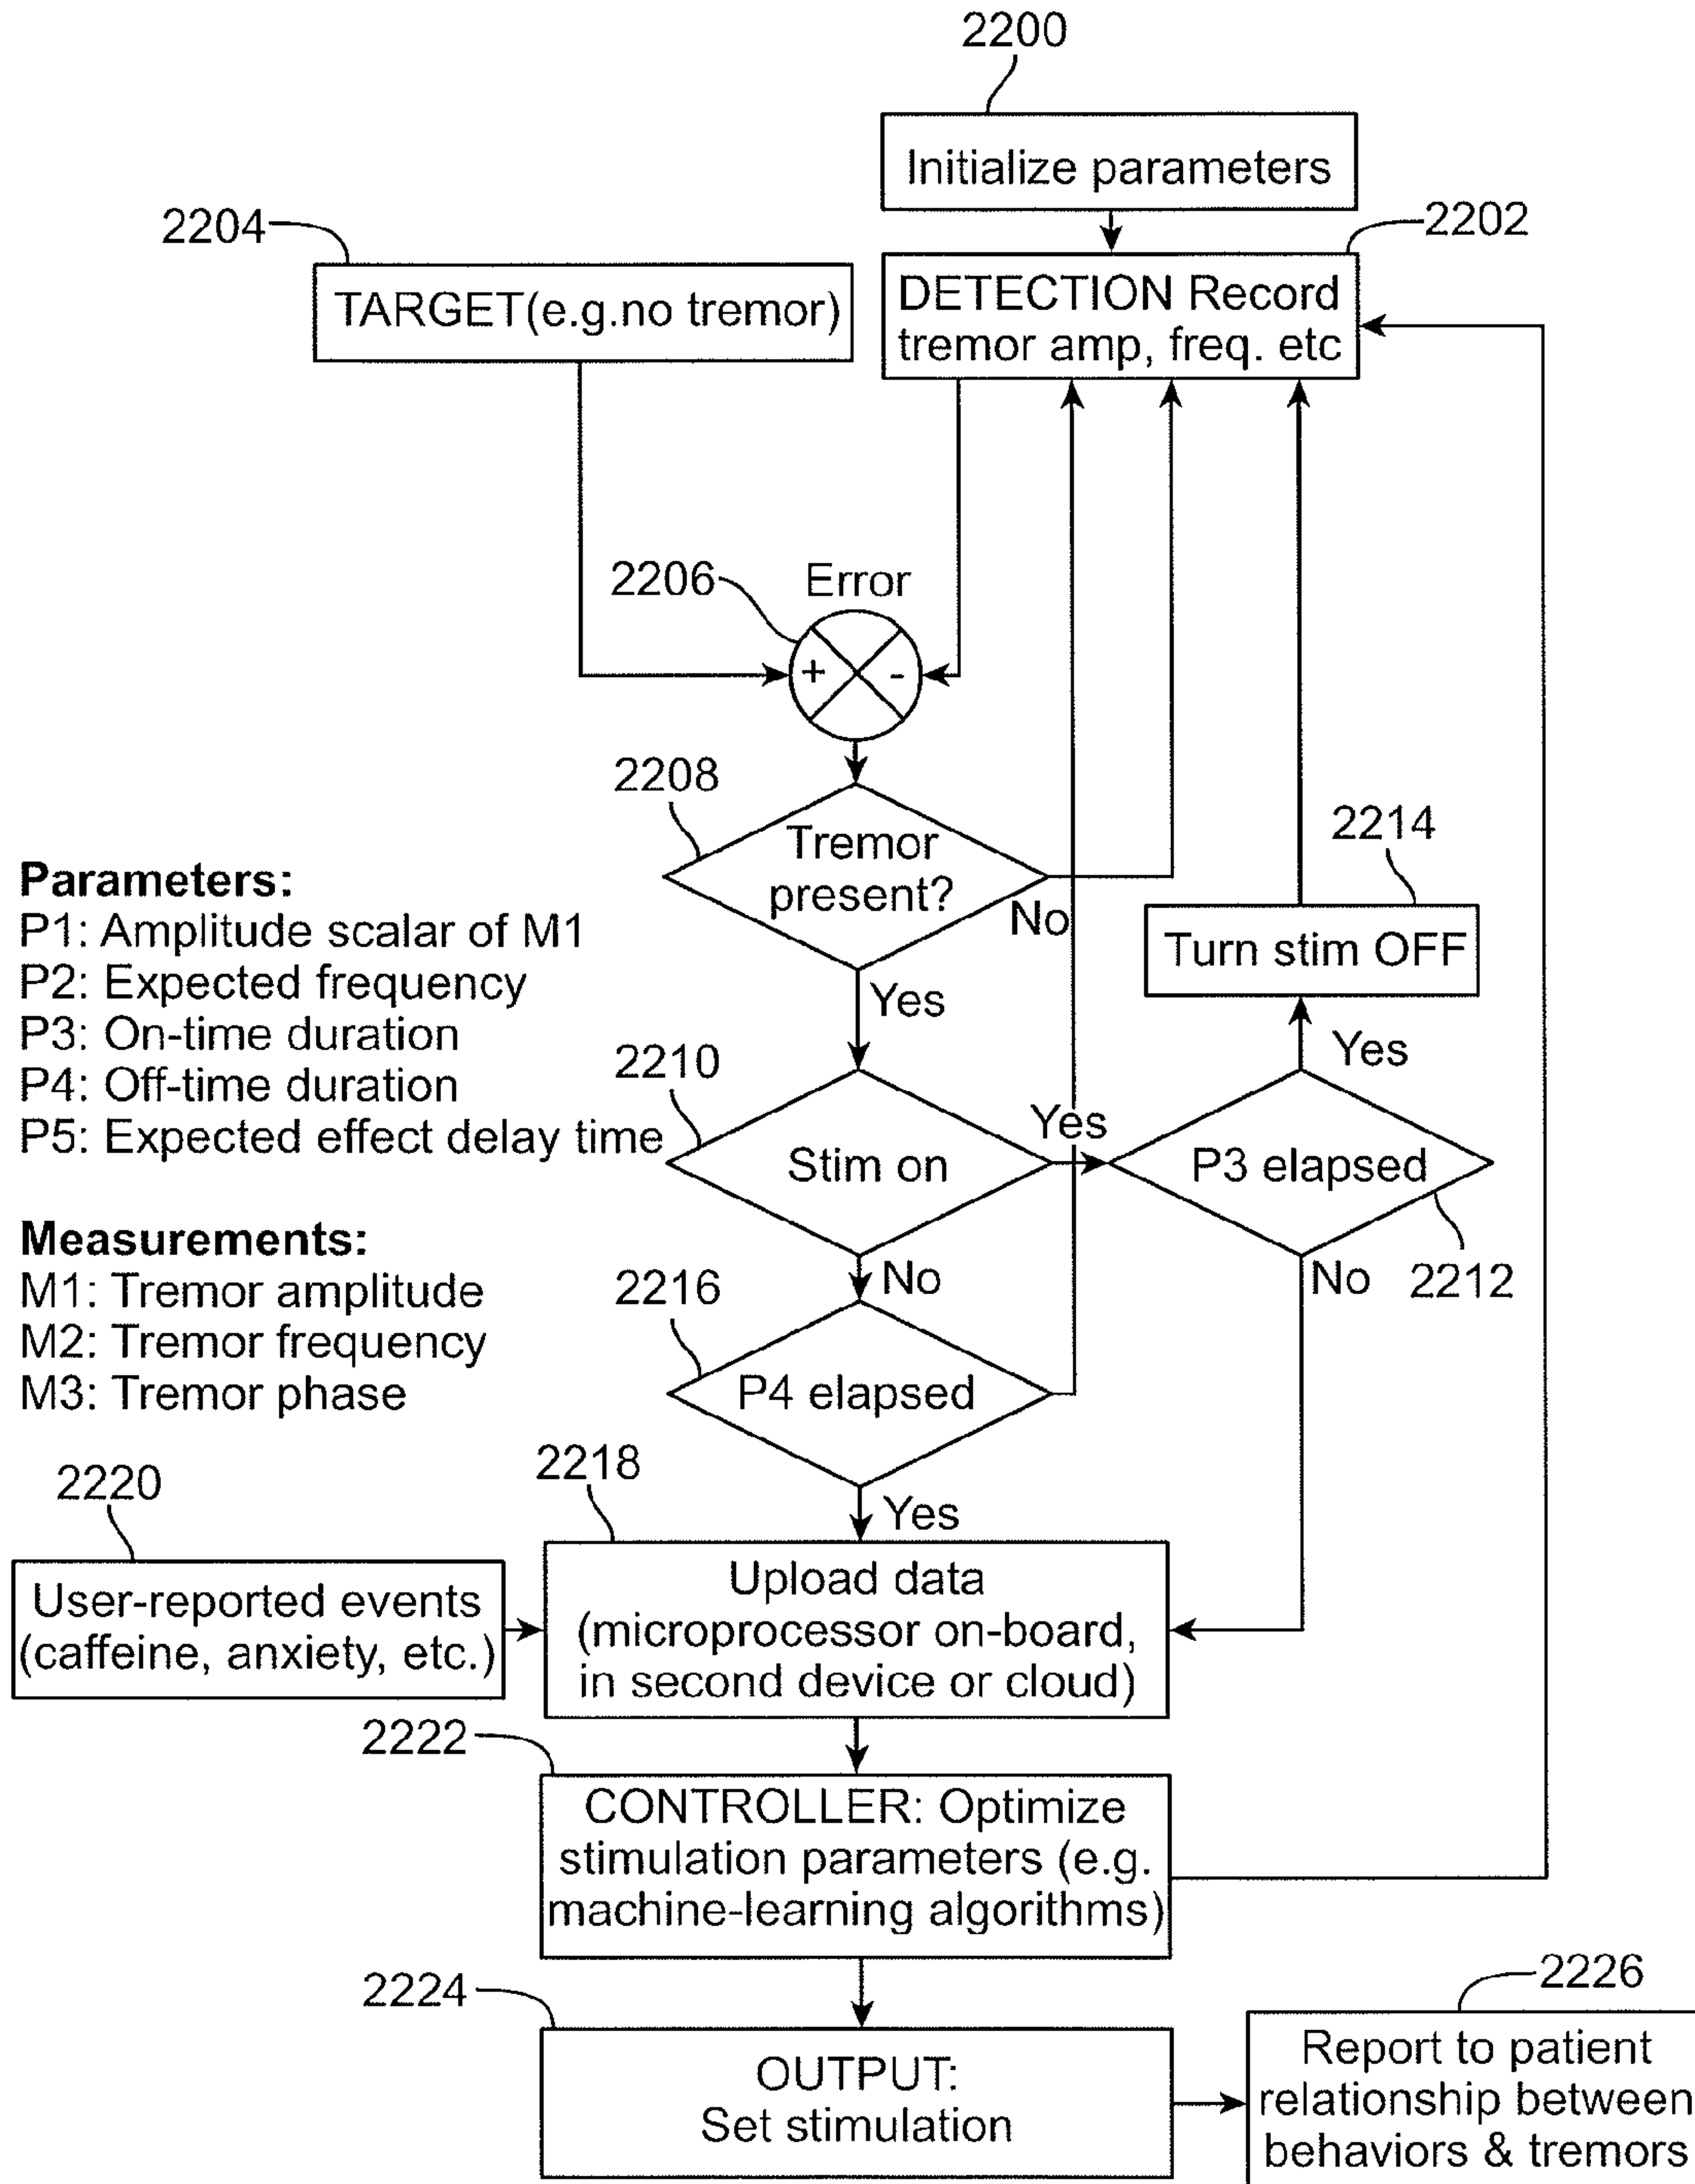 2200
Initialize parameters
2204
2202
TARGET(e.g.no tremor)
DETECTION Record
tremor amp, freq. etc
2206
Error
+
-
2208
Tremor
present?
No
2214
Turn stim OFF
Parameters:
P1: Amplitude scalar of M1
P2: Expected frequency
P3: On-time duration
P4: Off-time duration
P5: Expected effect delay time
Yes
Yes
2210
Stim on
Yes
P3 elapsed
2212
No
Measurements:
M1: Tremor amplitude
M2: Tremor frequency
M3: Tremor phase
No
2216
P4 elapsed
Yes
2220
2218
User-reported events
(caffeine, anxiety, etc.)
Upload data
(microprocessor on-board,
in second device or cloud)
2222
CONTROLLER: Optimize
stimulation parameters (e.g.
machine-learning algorithms)
2224
2226
OUTPUT:
Set stimulation
Report to patient
relationship between
behaviors & tremors